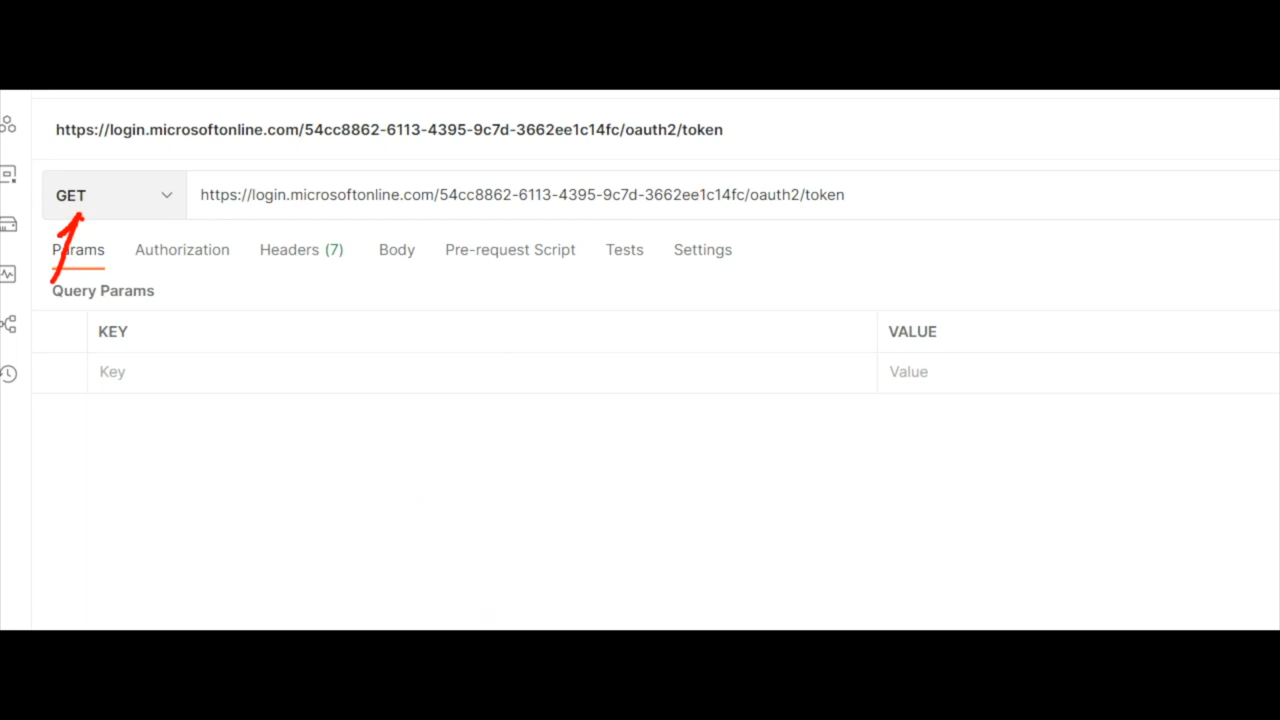 https://login.microsoftonline.com/54cc8862-6113-4395-9c7d-3662ee1c14fc/oauth2/token
GET https://login.microsoftonline.com/54cc8862-6113-4395-9c7d-3662ee1c14fc/oauth2/token
Params Authorization Headers (7) Body Pre-request Script Tests Settings
Query Params
KEY VALUE
Key Value